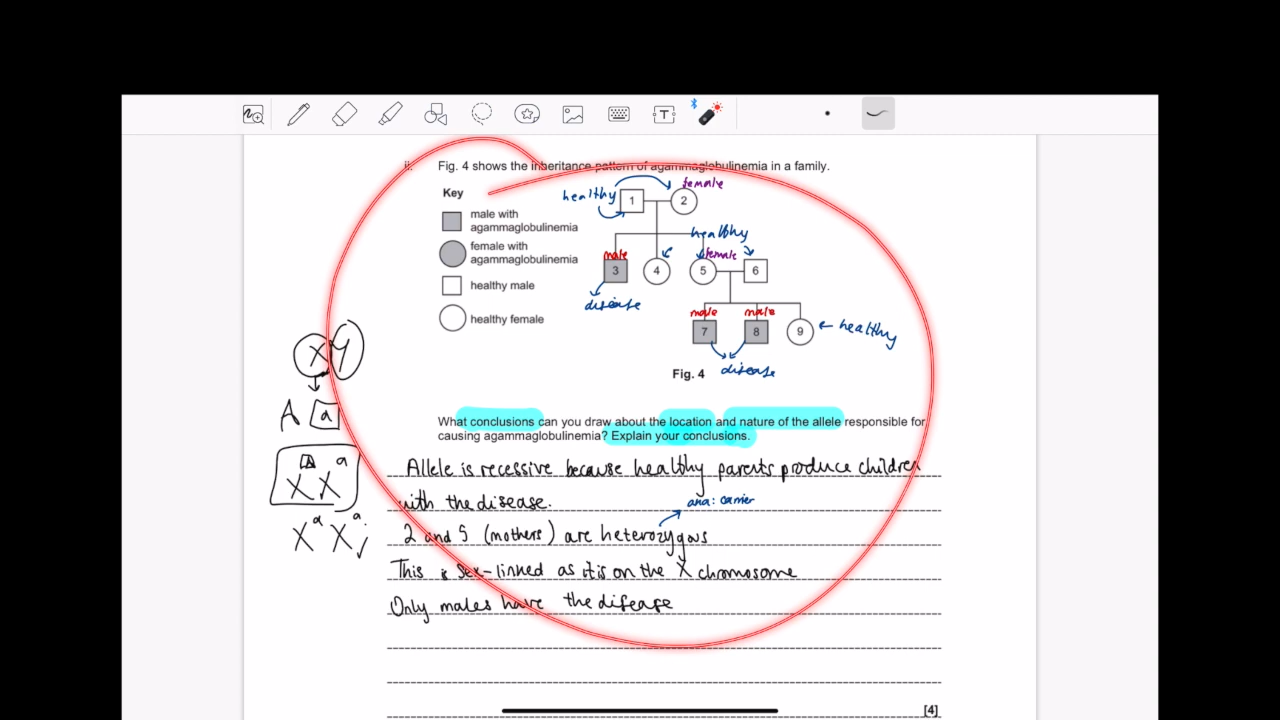 ii. Fig. 4 shows the inheritance pattern of agammaglobulinemia in a family.
Key
male with
agammaglobulinemia
female with
agammaglobulinemia
healthy male
healthy female
healthy 1 2 female
healthy
male female
3 4 5 6
disease
male male
7 8 9 healthy
disease
Fig. 4
X Y
A a
A a
X X
a a
X X
What conclusions can you draw about the location and nature of the allele responsible for
causing agammaglobulinemia? Explain your conclusions.
Allele is recessive because healthy parents produce children
with the disease.
aka: carrier
2 and 5 (mothers) are heterozygous
This is sex-linked as it is on the X chromosome
Only males have the disease
[4]